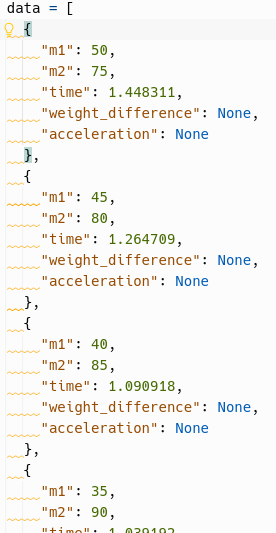 data = [
{
"m1": 50,
"m2": 75,
"time": 1.448311,
"weight_difference": None,
"acceleration": None
},
{
"m1": 45,
"m2": 80,
"time": 1.264709,
"weight_difference": None,
"acceleration": None
},
{
"m1": 40,
"m2": 85,
"time": 1.090918,
"weight_difference": None,
"acceleration": None
},
{
"m1": 35,
"m2": 90,
"time": 1.039192,